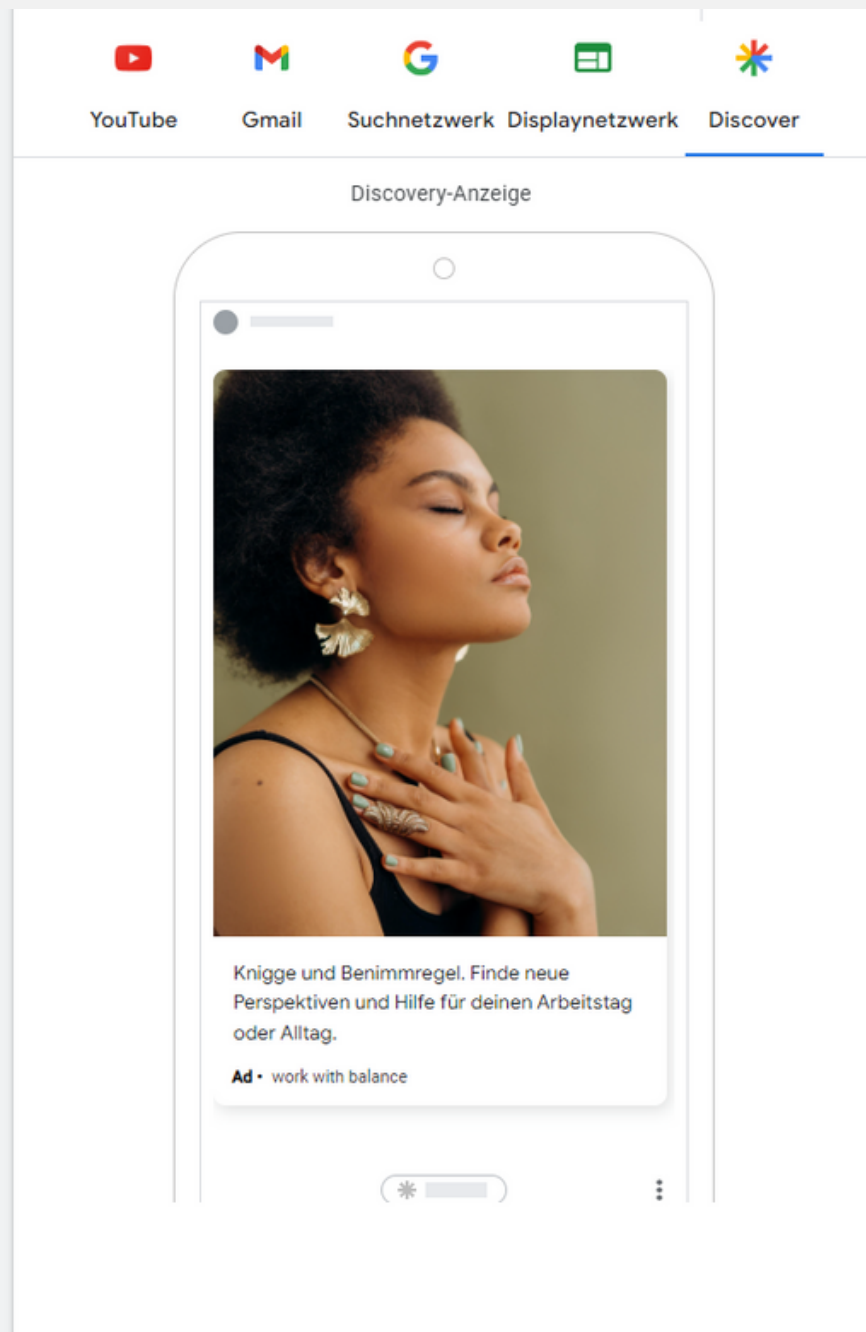 YouTube
Gmail
Suchnetzwerk
Displaynetzwerk
Discover
Discovery-Anzeige
Knigge und Benimmregel. Finde neue
Perspektiven und Hilfe für deinen Arbeitstag
oder Alltag.
Ad • work with balance